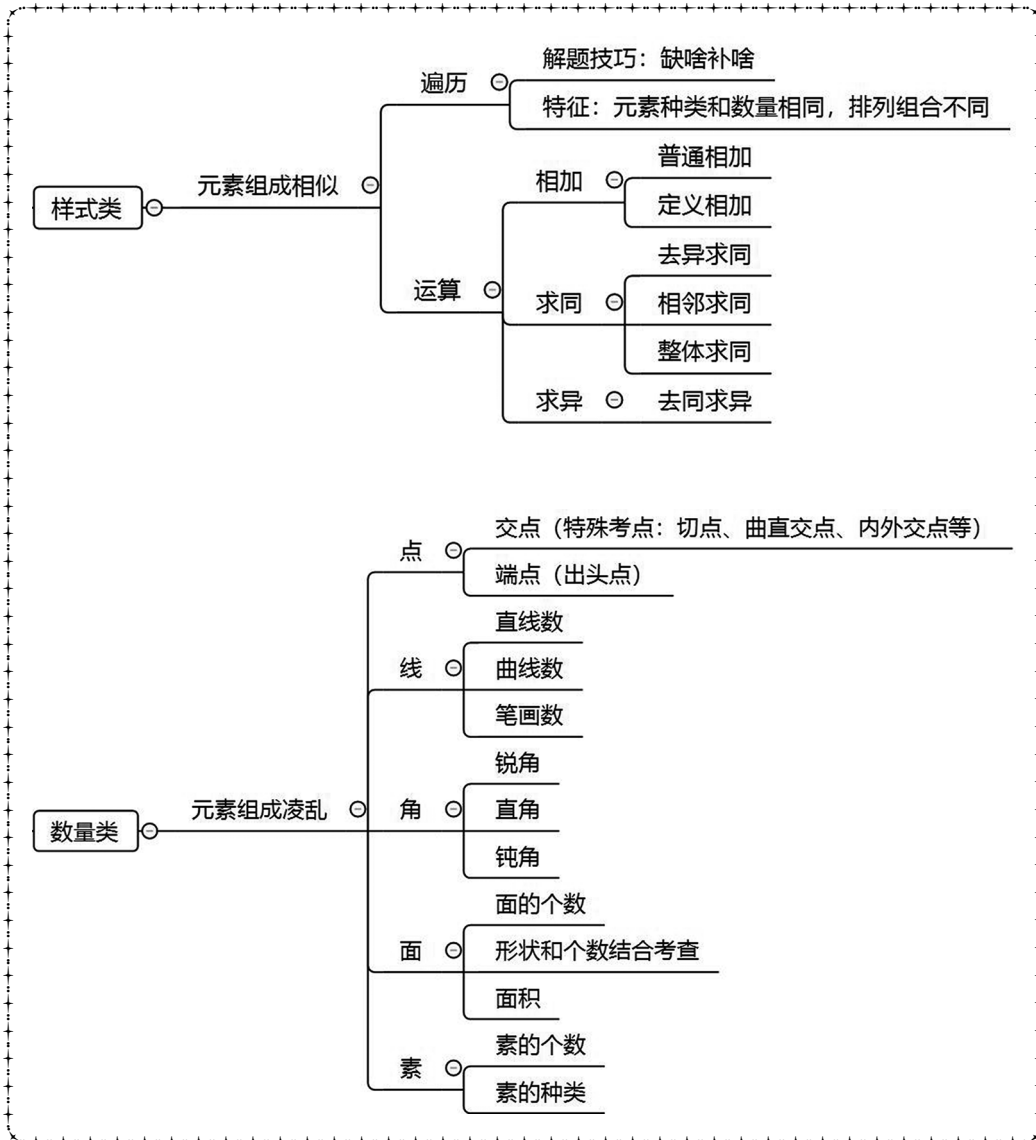 样式类
元素组成相似
遍历
解题技巧：缺啥补啥
特征：元素种类和数量相同，排列组合不同
运算
相加
普通相加
定义相加
求同
去异求同
相邻求同
整体求同
求异
去同求异
数量类
元素组成凌乱
点
交点（特殊考点：切点、曲直交点、内外交点等）
端点（出头点）
线
直线数
曲线数
笔画数
角
锐角
直角
钝角
面
面的个数
形状和个数结合考查
面积
素
素的个数
素的种类